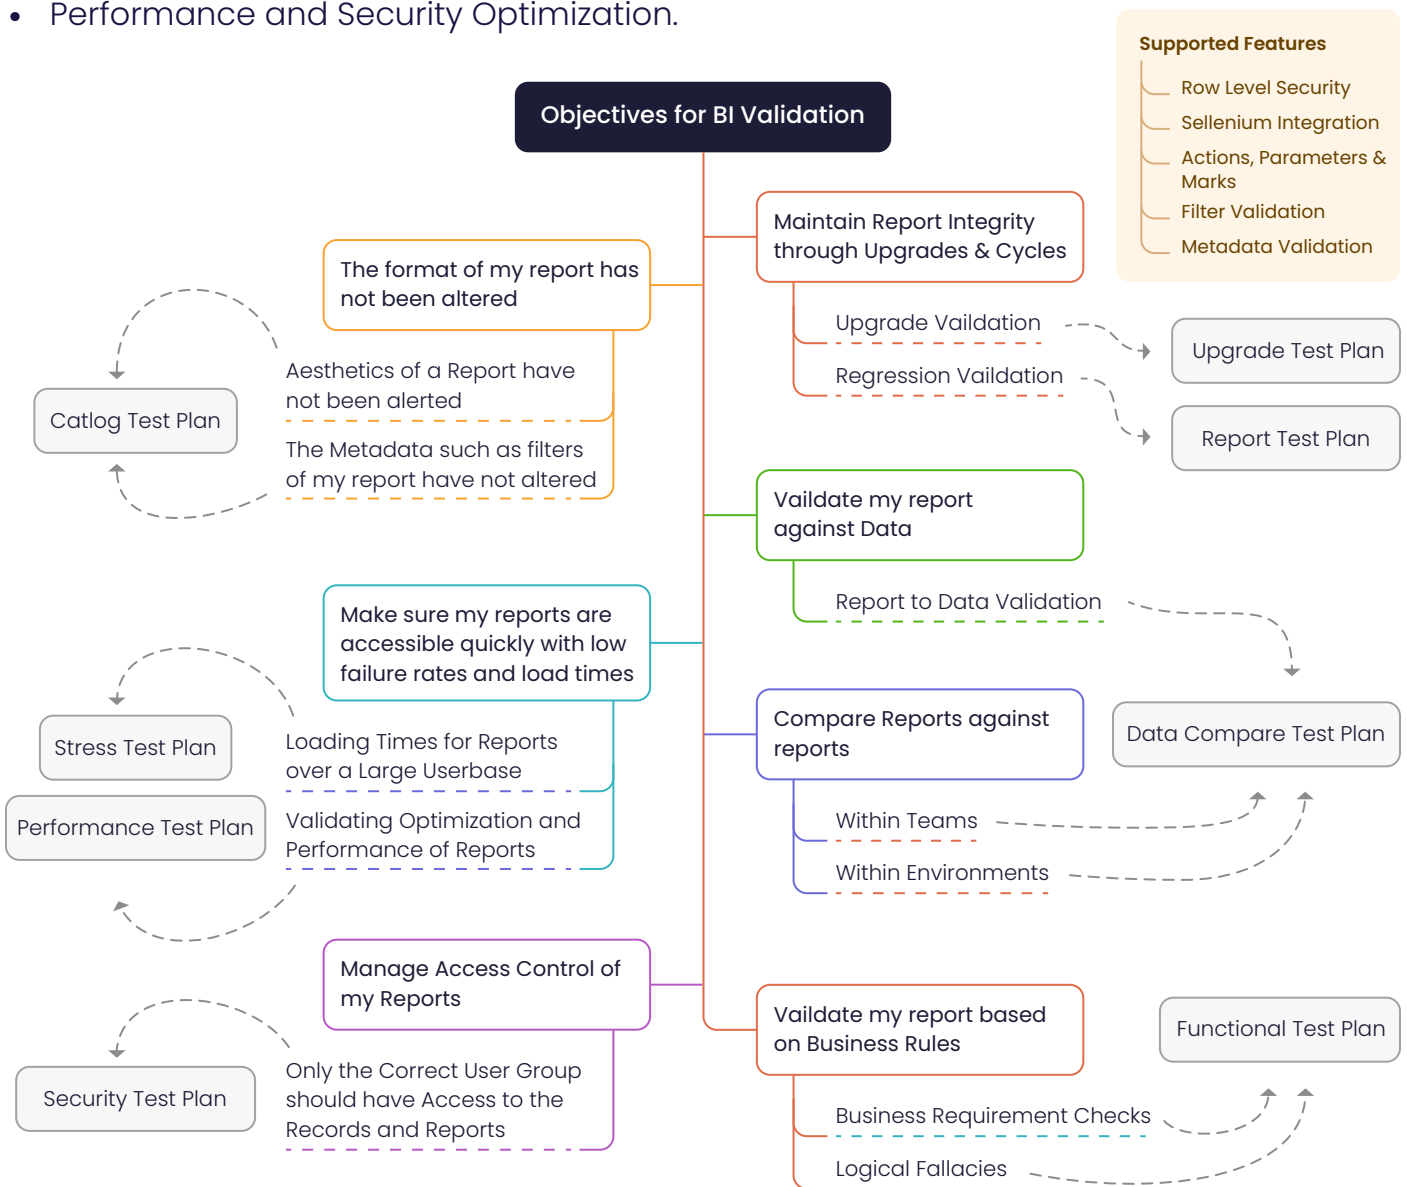 • Performance and Security Optimization.
Supported Features
Row Level Security
Sellenium Integration
Actions, Parameters &
Marks
Filter Validation
Metadata Validation
Objectives for BI Validation
The format of my report has
not been altered
Aesthetics of a Report have
not been alerted
The Metadata such as filters
of my report have not altered
Catlog Test Plan
Make sure my reports are
accessible quickly with low
failure rates and load times
Loading Times for Reports
over a Large Userbase
Validating Optimization and
Performance of Reports
Stress Test Plan
Performance Test Plan
Manage Access Control of
my Reports
Only the Correct User Group
should have Access to the
Records and Reports
Security Test Plan
Maintain Report Integrity
through Upgrades & Cycles
Upgrade Vaildation
Regression Vaildation
Upgrade Test Plan
Report Test Plan
Vaildate my report
against Data
Report to Data Validation
Compare Reports against
reports
Within Teams
Within Environments
Data Compare Test Plan
Vaildate my report based
on Business Rules
Business Requirement Checks
Logical Fallacies
Functional Test Plan